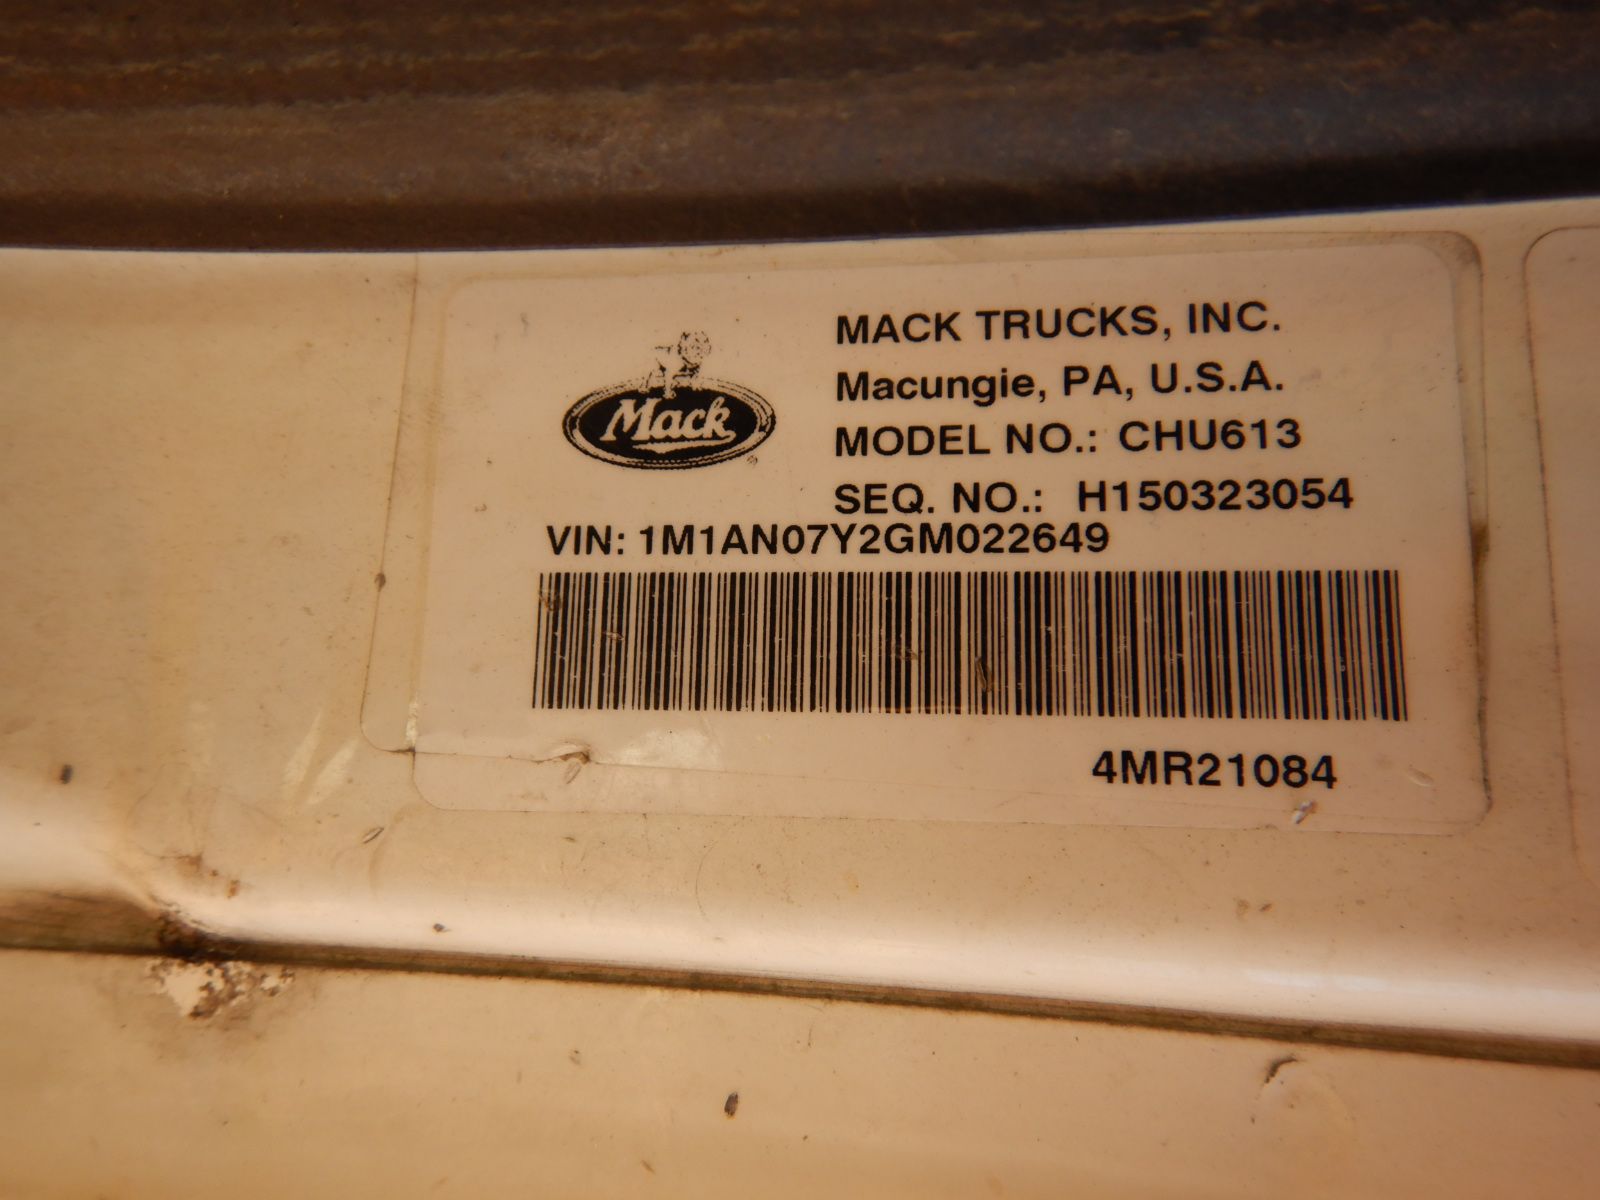 Mack
MACK TRUCKS, INC.
Macungie, PA, U.S.A.
MODEL NO.: CHU613
SEQ. NO.: H150323054
VIN: 1M1AN07Y2GM022649
4MR21084